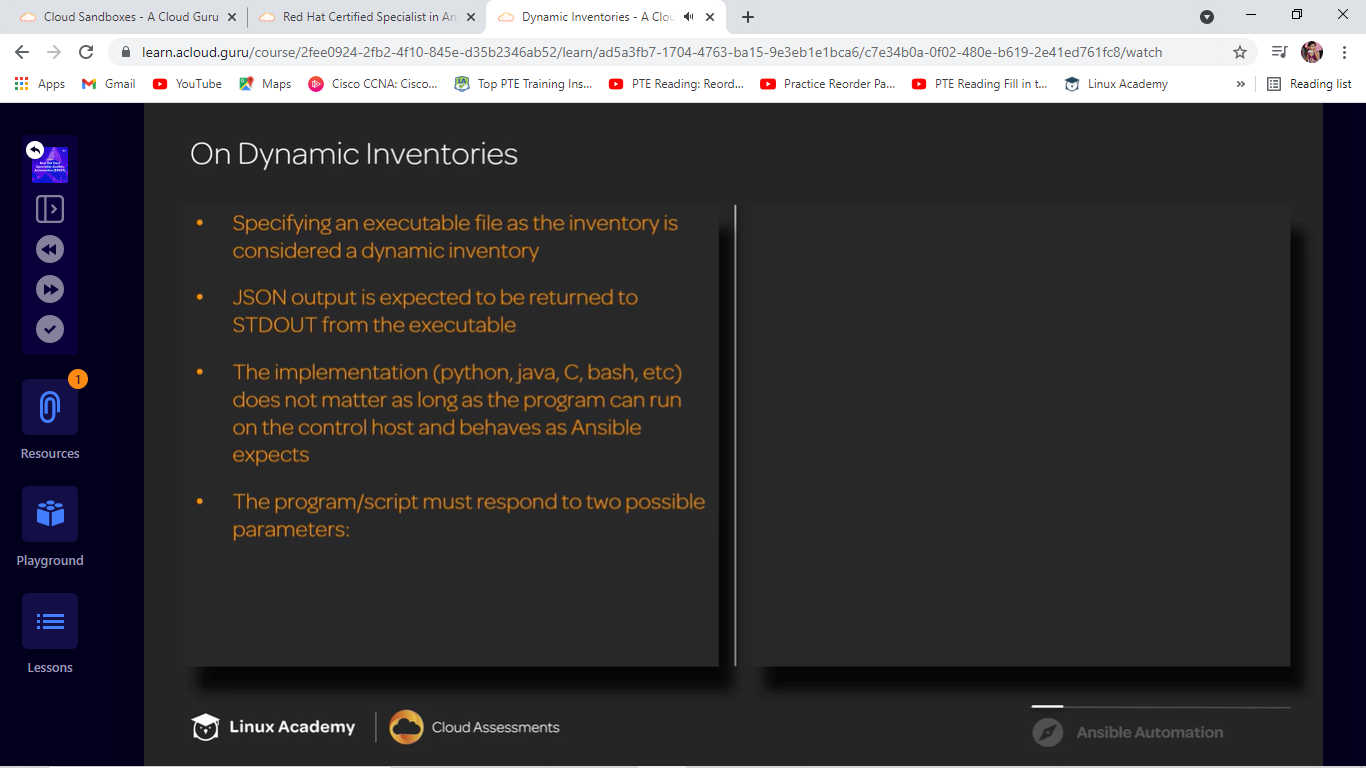 Cloud Sandboxes - A Cloud Guru
Red Hat Certified Specialist in An
Dynamic Inventories - A Clou
learn.acloud.guru/course/2fee0924-2fb2-4f10-845e-d35b2346ab52/learn/ad5a3fb7-1704-4763-ba15-9e3eb1e1bca6/c7e34b0a-0f02-480e-b619-2e41ed761fc8/watch
Apps Gmail YouTube Maps Cisco CCNA: Cisco... Top PTE Training Ins... PTE Reading: Reord... Practice Reorder Pa... PTE Reading Fill in t... Linux Academy » Reading list
On Dynamic Inventories
• Specifying an executable file as the inventory is
considered a dynamic inventory
• JSON output is expected to be returned to
STDOUT from the executable
• The implementation (python, java, C, bash, etc)
does not matter as long as the program can run
on the control host and behaves as Ansible
expects
• The program/script must respond to two possible
parameters:
1
Resources
Playground
Lessons
Linux Academy
Cloud Assessments
Ansible Automation